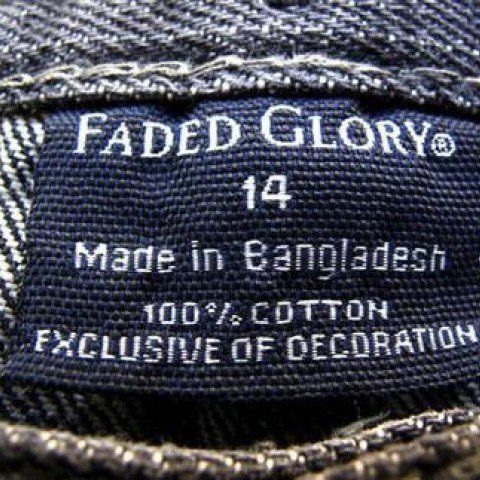 FADED GLORY®
14
Made in Bangladesh
100% COTTON
EXCLUSIVE OF DECORATION